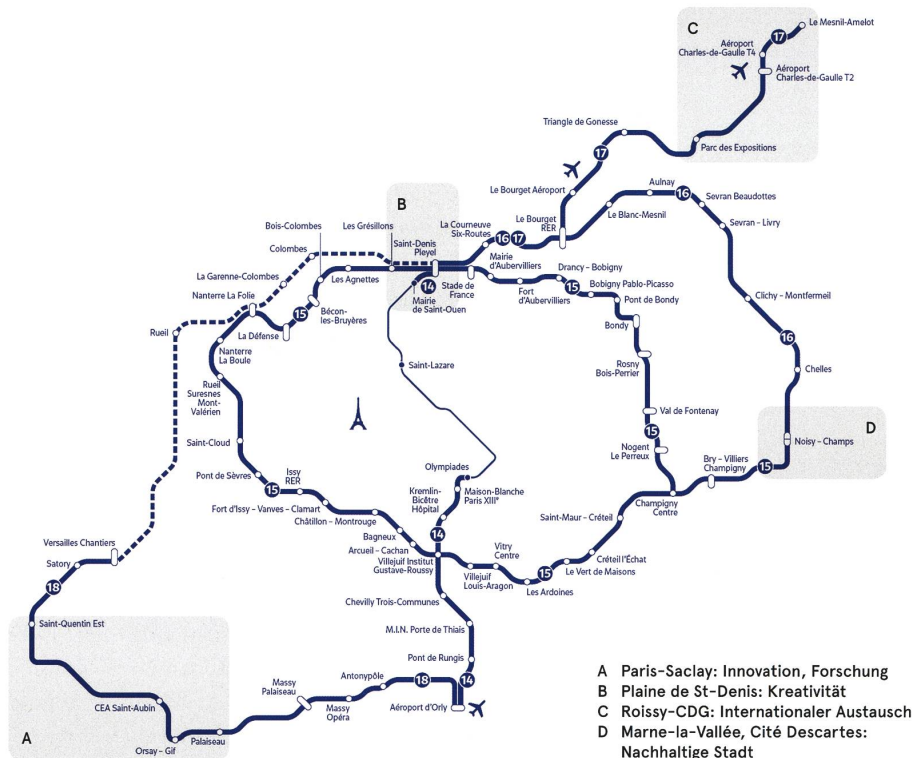 C
Le Mesnil-Amelot
17
Aéroport
Charles-de-Gaulle T4
Aéroport
Charles-de-Gaulle T2
Parc des Expositions
Triangle de Gonesse
17
Le Bourget Aéroport
Aulnay
16
Sevran Beaudottes
Le Blanc-Mesnil
Sevran – Livry
Le Bourget
RER
B
La Courneuve
Six-Routes
16
17
Bois-Colombes
Les Grésillons
Saint-Denis
Pleyel
Colombes
Mairie
d'Aubervilliers
Drancy – Bobigny
Les Agnettes
14
Stade de
France
15
Bobigny Pablo-Picasso
La Garenne-Colombes
Fort
d'Aubervilliers
Nanterre La Folie
Mairie
de Saint-Ouen
Pont de Bondy
Clichy – Montfermeil
15
Bécon-
les-Bruyères
Bondy
Rueil
La Défense
16
Nanterre
La Boule
Saint-Lazare
Rosny
Bois-Perrier
Chelles
Rueil
Suresnes
Mont-
Valérien
Val de Fontenay
D
15
Saint-Cloud
Noisy – Champs
Nogent
Le Perreux
Bry – Villiers
Champigny
15
Pont de Sèvres
Issy
RER
Olympiades
15
Kremlin-
Bicêtre
Hôpital
Maison-Blanche
Paris XIIIe
Champigny
Centre
Fort d'Issy – Vanves – Clamart
Châtillon – Montrouge
Saint-Maur – Créteil
14
Bagneux
Versailles Chantiers
Arcueil – Cachan
Vitry
Centre
Villejuif Institut
Gustave-Roussy
Créteil l'Échat
Satory
15
Le Vert de Maisons
Villejuif
Louis-Aragon
18
Les Ardoines
Chevilly Trois-Communes
Saint-Quentin Est
M.I.N. Porte de Thiais
Pont de Rungis
Massy
Palaiseau
Antonypôle
18
14
CEA Saint-Aubin
Massy
Opéra
Aéroport d'Orly
A
Orsay – Gif
Palaiseau
A Paris-Saclay: Innovation, Forschung
B Plaine de St-Denis: Kreativität
C Roissy-CDG: Internationaler Austausch
D Marne-la-Vallée, Cité Descartes:
Nachhaltige Stadt